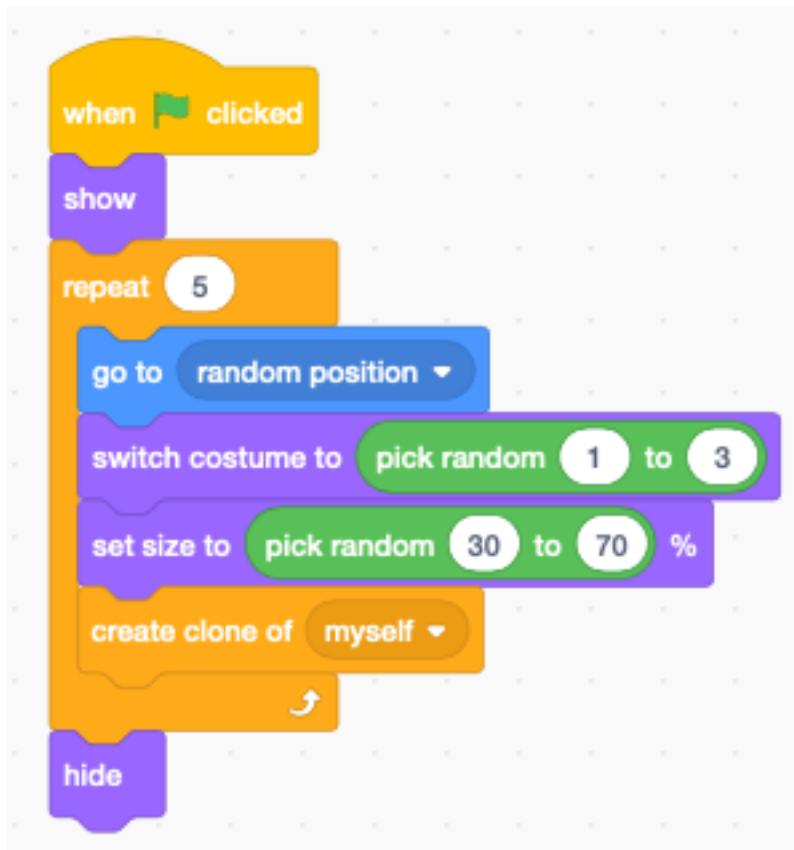 when clicked
show
repeat 5
go to random position
switch costume to pick random 1 to 3
set size to pick random 30 to 70 %
create clone of myself
hide